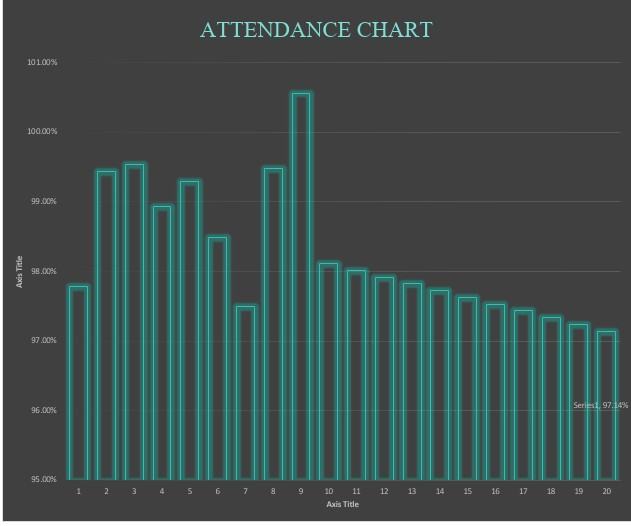 ATTENDANCE CHART
101.00%
100.00%
99.00%
98.00%
97.00%
96.00%
95.00%
Axis Title
Series1, 97.14%
1 2 3 4 5 6 7 8 9 10 11 12 13 14 15 16 17 18 19 20
Axis Title